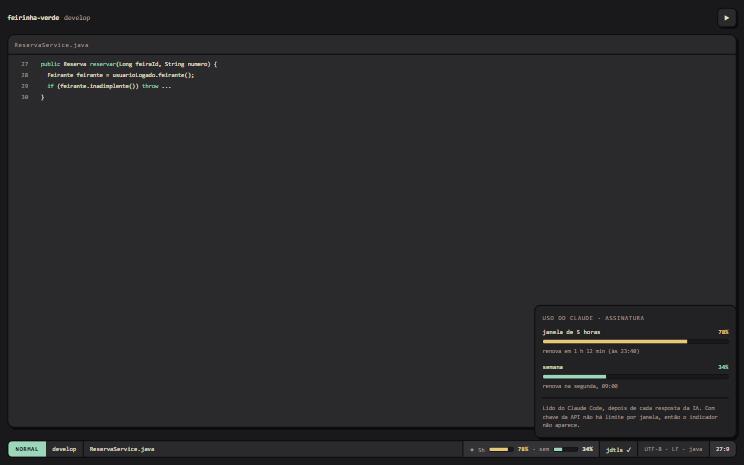 feirinha-verde develop
ReservaService.java
27 public Reserva reservar(Long feiraId, String numero) {
28 Feirante feirante = usuarioLogado.feirante();
29 if (feirante.inadimplente()) throw ...
30 }
USO DO CLAUDE · ASSINATURA
janela de 5 horas 78%
renova em 1 h 12 min (às 23:40)
semana 34%
renova na segunda, 09:00
Lido do Claude Code, depois de cada resposta da IA. Com
chave da API não há limite por janela, então o indicador
não aparece.
NORMAL develop ReservaService.java 5h 78% · sem 34% jdtls ✓ UTF-8 · LF · java 27:9